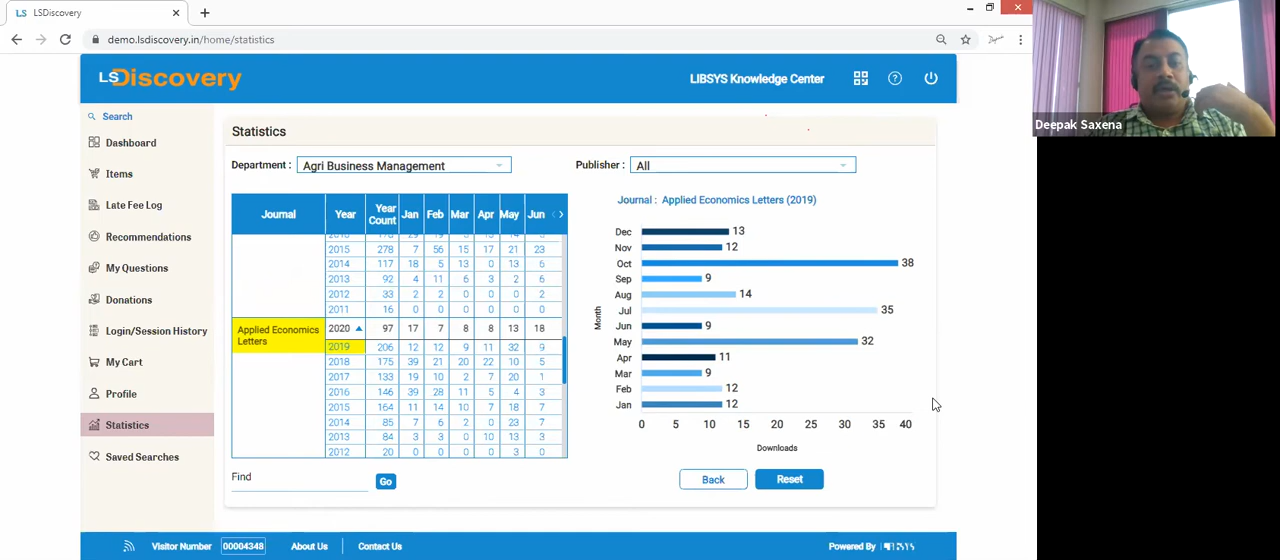 LS LSDiscovery
demo.lsdiscovery.in/home/statistics
LSDiscovery
LIBSYS Knowledge Center
Deepak Saxena
Search
Dashboard
Items
Late Fee Log
Recommendations
My Questions
Donations
Login/Session History
My Cart
Profile
Statistics
Saved Searches
Statistics
Department : Agri Business Management
Publisher : All
Journal Year Year Count Jan Feb Mar Apr May Jun
2015 278 7 56 15 17 21 23
2014 117 18 5 13 0 13 6
2013 92 4 11 6 3 2 6
2012 33 2 2 0 0 0 2
2011 16 0 0 0 0 0 0
Applied Economics Letters 2020 97 17 7 8 8 13 18
2019 206 12 12 9 11 32 9
2018 175 39 21 20 22 10 5
2017 133 19 10 2 7 20 1
2016 146 39 28 11 5 4 3
2015 164 11 14 10 7 18 7
2014 85 7 6 2 0 23 7
2013 84 3 3 0 10 13 3
2012 20 0 0 0 0 3 0
Find
Go
Journal : Applied Economics Letters (2019)
Month
Dec 13
Nov 12
Oct 38
Sep 9
Aug 14
Jul 35
Jun 9
May 32
Apr 11
Mar 9
Feb 12
Jan 12
0 5 10 15 20 25 30 35 40
Downloads
Back
Reset
Visitor Number 00004348 About Us Contact Us
Powered By